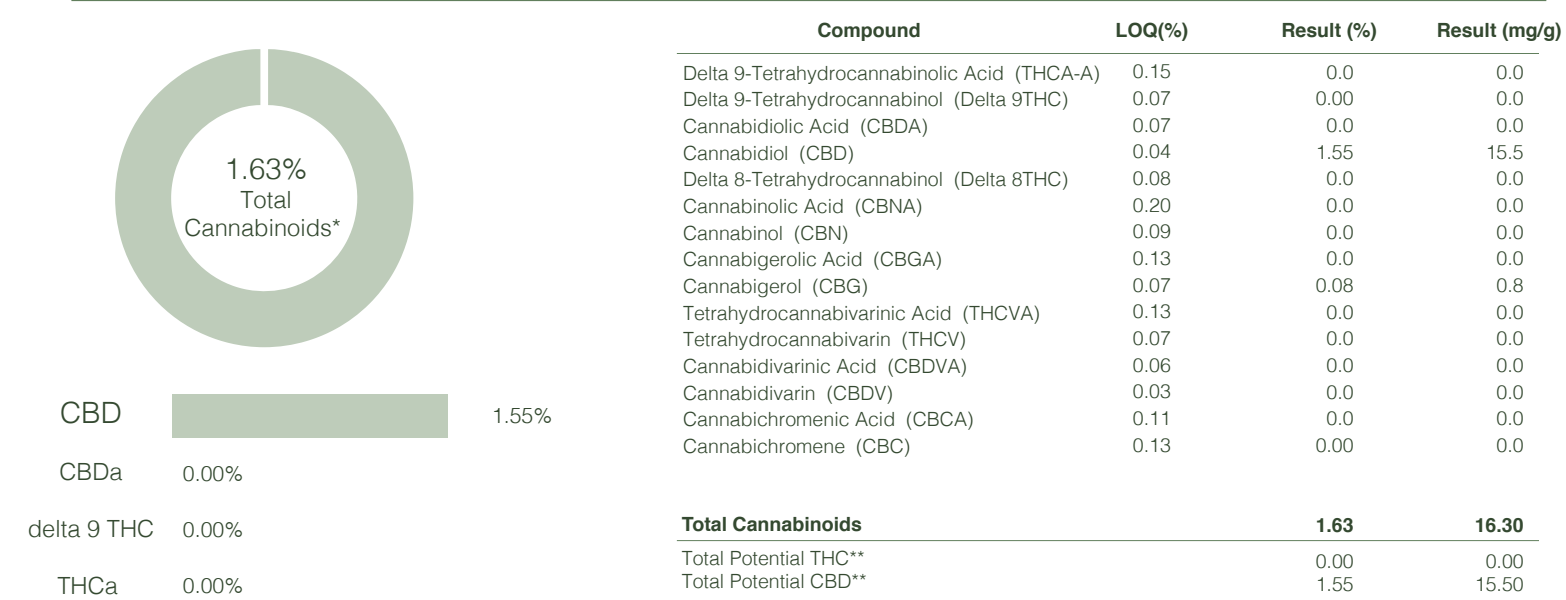 1.63%
Total
Cannabinoids*
CBD 1.55%
CBDa 0.00%
delta 9 THC 0.00%
THCa 0.00%
Compound LOQ(%) Result (%) Result (mg/g)
Delta 9-Tetrahydrocannabinolic Acid (THCA-A) 0.15 0.0 0.0
Delta 9-Tetrahydrocannabinol (Delta 9THC) 0.07 0.00 0.0
Cannabidiolic Acid (CBDA) 0.07 0.0 0.0
Cannabidiol (CBD) 0.04 1.55 15.5
Delta 8-Tetrahydrocannabinol (Delta 8THC) 0.08 0.0 0.0
Cannabinolic Acid (CBNA) 0.20 0.0 0.0
Cannabinol (CBN) 0.09 0.0 0.0
Cannabigerolic Acid (CBGA) 0.13 0.0 0.0
Cannabigerol (CBG) 0.07 0.08 0.8
Tetrahydrocannabivarinic Acid (THCVA) 0.13 0.0 0.0
Tetrahydrocannabivarin (THCV) 0.07 0.0 0.0
Cannabidivarinic Acid (CBDVA) 0.06 0.0 0.0
Cannabidivarin (CBDV) 0.03 0.0 0.0
Cannabichromenic Acid (CBCA) 0.11 0.0 0.0
Cannabichromene (CBC) 0.13 0.00 0.0
Total Cannabinoids 1.63 16.30
Total Potential THC** 0.00 0.00
Total Potential CBD** 1.55 15.50